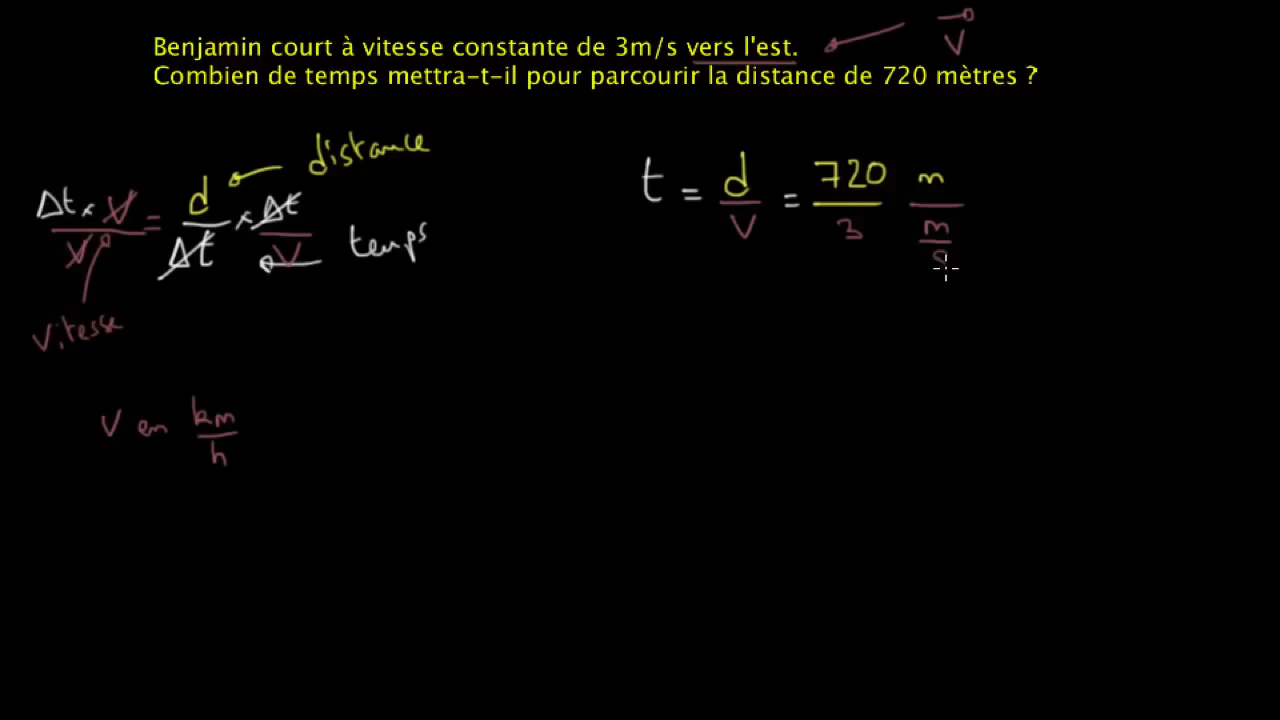 Benjamin court à vitesse constante de 3m/s vers l'est.
V
Combien de temps mettra-t-il pour parcourir la distance de 720 mètres ?
distance
Δt × V / V = d / Δt × Δt / V
temps
Vitesse
V en km / h
t = d / V = 720 / 3 m / m / s